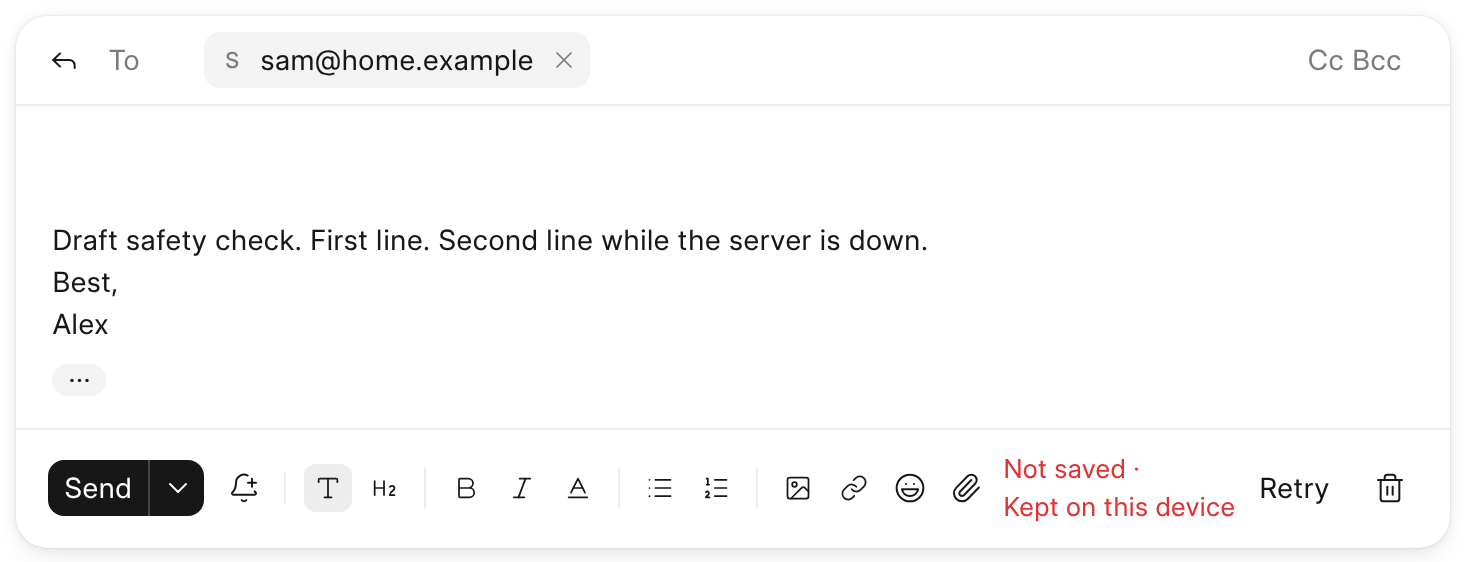 To
S sam@home.example
Cc Bcc
Draft safety check. First line. Second line while the server is down.
Best,
Alex
...
Send
T
H2
B
I
A
Not saved ·
Kept on this device
Retry